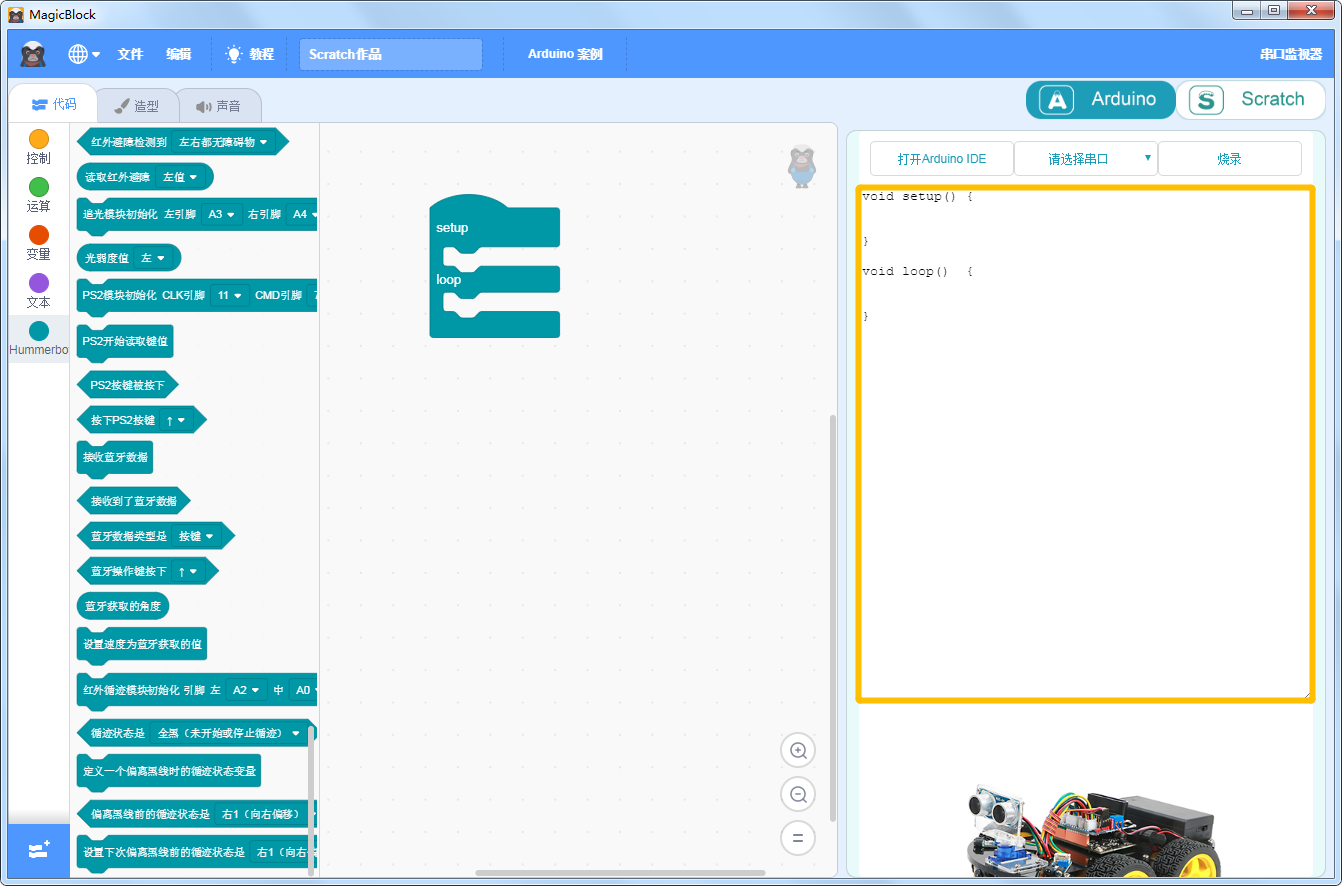 MagicBlock
文件 编辑 教程 Scratch作品 Arduino 案例 串口监视器
代码 造型 声音
Arduino Scratch
控制
运算
变量
文本
Hummerbo
红外避障检测到 左右都无障碍物
读取红外避障 左值
追光模块初始化 左引脚 A3 右引脚 A4
光弱度值 左
PS2模块初始化 CLK引脚 11 CMD引脚 7
PS2开始读取键值
PS2按键被按下
按下PS2按键 ↑
接收蓝牙数据
接收到了蓝牙数据
蓝牙数据类型是 按键
蓝牙操作键按下 ↑
蓝牙获取的角度
设置速度为蓝牙获取的值
红外循迹模块初始化 引脚 左 A2 中 A0
循迹状态是 全黑（未开始或停止循迹）
定义一个偏离黑线时的循迹状态变量
偏离黑线前的循迹状态是 右1（向右偏移）
设置下次偏离黑线前的循迹状态是 右1（向右
setup
loop
打开Arduino IDE 请选择串口 烧录
void setup() {
}
void loop() {
}